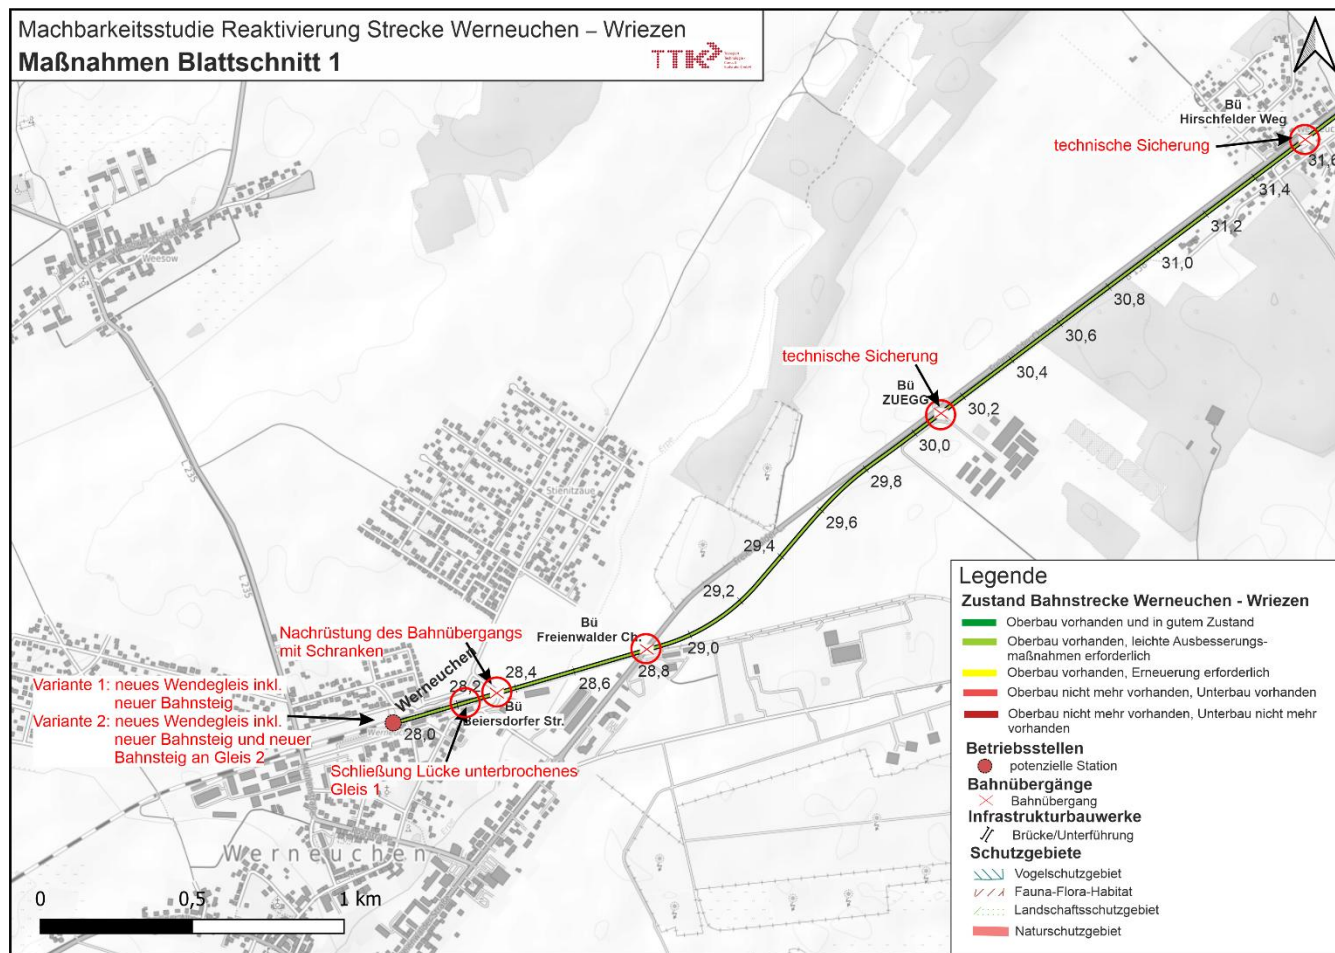 Machbarkeitsstudie Reaktivierung Strecke Werneuchen – Wriezen
Maßnahmen Blattschnitt 1
TTK
Bü
Hirschfelder Weg
technische Sicherung
31,6
31,4
31,2
31,0
30,8
30,6
30,4
30,2
30,0
technische Sicherung
Bü
ZUEGG
29,8
29,6
29,4
29,2
29,0
28,8
28,6
28,4
28,2
28,0
Weesow
L 235
L 235
Stienitzaue
Bü
Freienwalder Ch.
Nachrüstung des Bahnübergangs
mit Schranken
Werneuchen
Bü
Beiersdorfer Str.
Variante 1: neues Wendegleis inkl.
neuer Bahnsteig
Variante 2: neues Wendegleis inkl.
neuer Bahnsteig und neuer
Bahnsteig an Gleis 2
Schließung Lücke unterbrochenes
Gleis 1
Werneuchen
0 0,5 1 km
Legende
Zustand Bahnstrecke Werneuchen - Wriezen
Oberbau vorhanden und in gutem Zustand
Oberbau vorhanden, leichte Ausbesserungs-
maßnahmen erforderlich
Oberbau vorhanden, Erneuerung erforderlich
Oberbau nicht mehr vorhanden, Unterbau vorhanden
Oberbau nicht mehr vorhanden, Unterbau nicht mehr
vorhanden
Betriebsstellen
potenzielle Station
Bahnübergänge
Bahnübergang
Infrastrukturbauwerke
Brücke/Unterführung
Schutzgebiete
Vogelschutzgebiet
Fauna-Flora-Habitat
Landschaftsschutzgebiet
Naturschutzgebiet